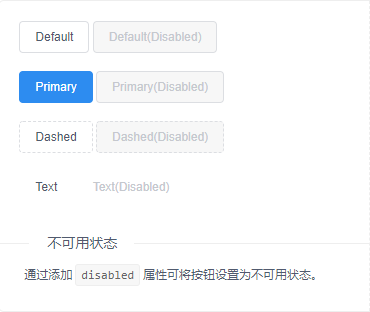 Default Default(Disabled)
Primary Primary(Disabled)
Dashed Dashed(Disabled)
Text Text(Disabled)
不可用状态
通过添加 disabled 属性可将按钮设置为不可用状态。